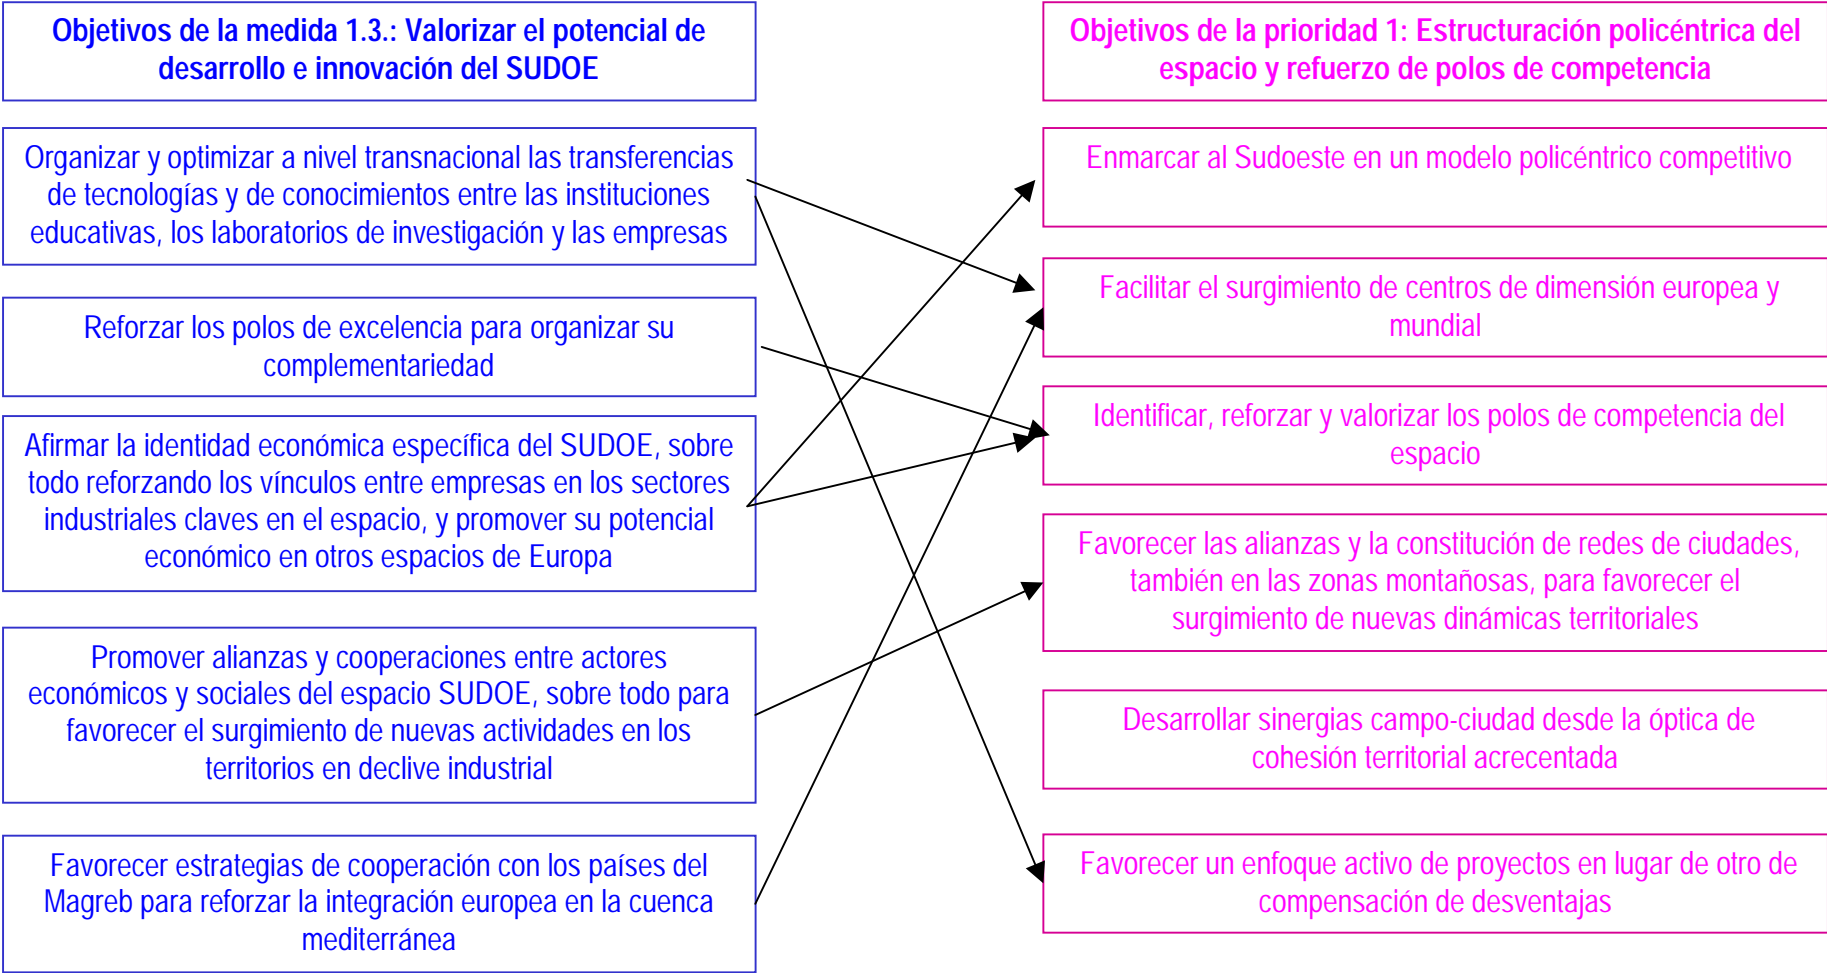 Objetivos de la medida 1.3.: Valorizar el potencial de
desarrollo e innovación del SUDOE
Organizar y optimizar a nivel transnacional las transferencias
de tecnologías y de conocimientos entre las instituciones
educativas, los laboratorios de investigación y las empresas
Reforzar los polos de excelencia para organizar su
complementariedad
Afirmar la identidad económica específica del SUDOE, sobre
todo reforzando los vínculos entre empresas en los sectores
industriales claves en el espacio, y promover su potencial
económico en otros espacios de Europa
Promover alianzas y cooperaciones entre actores
económicos y sociales del espacio SUDOE, sobre todo para
favorecer el surgimiento de nuevas actividades en los
territorios en declive industrial
Favorecer estrategias de cooperación con los países del
Magreb para reforzar la integración europea en la cuenca
mediterránea
Objetivos de la prioridad 1: Estructuración policéntrica del
espacio y refuerzo de polos de competencia
Enmarcar al Sudoeste en un modelo policéntrico competitivo
Facilitar el surgimiento de centros de dimensión europea y
mundial
Identificar, reforzar y valorizar los polos de competencia del
espacio
Favorecer las alianzas y la constitución de redes de ciudades,
también en las zonas montañosas, para favorecer el
surgimiento de nuevas dinámicas territoriales
Desarrollar sinergias campo-ciudad desde la óptica de
cohesión territorial acrecentada
Favorecer un enfoque activo de proyectos en lugar de otro de
compensación de desventajas